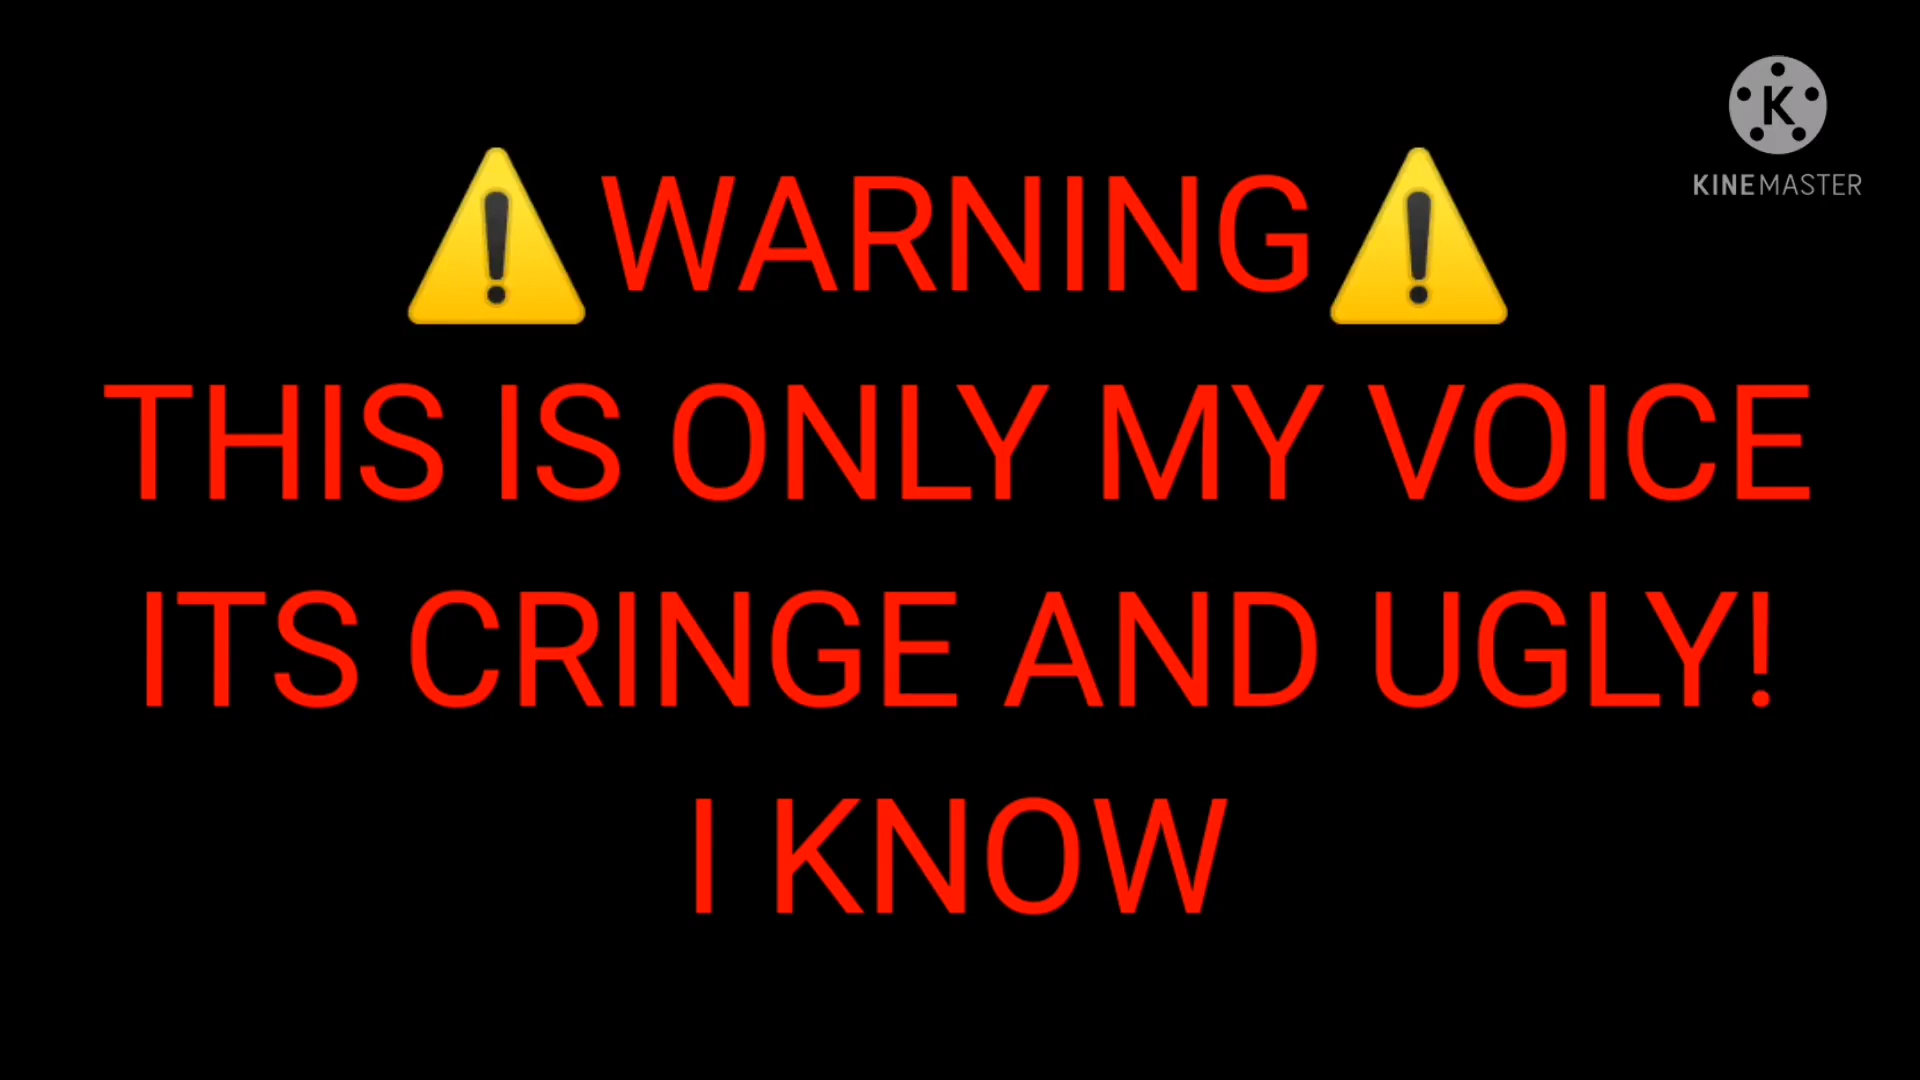 ⚠️WARNING⚠️
THIS IS ONLY MY VOICE
ITS CRINGE AND UGLY!
I KNOW
K
KINEMASTER